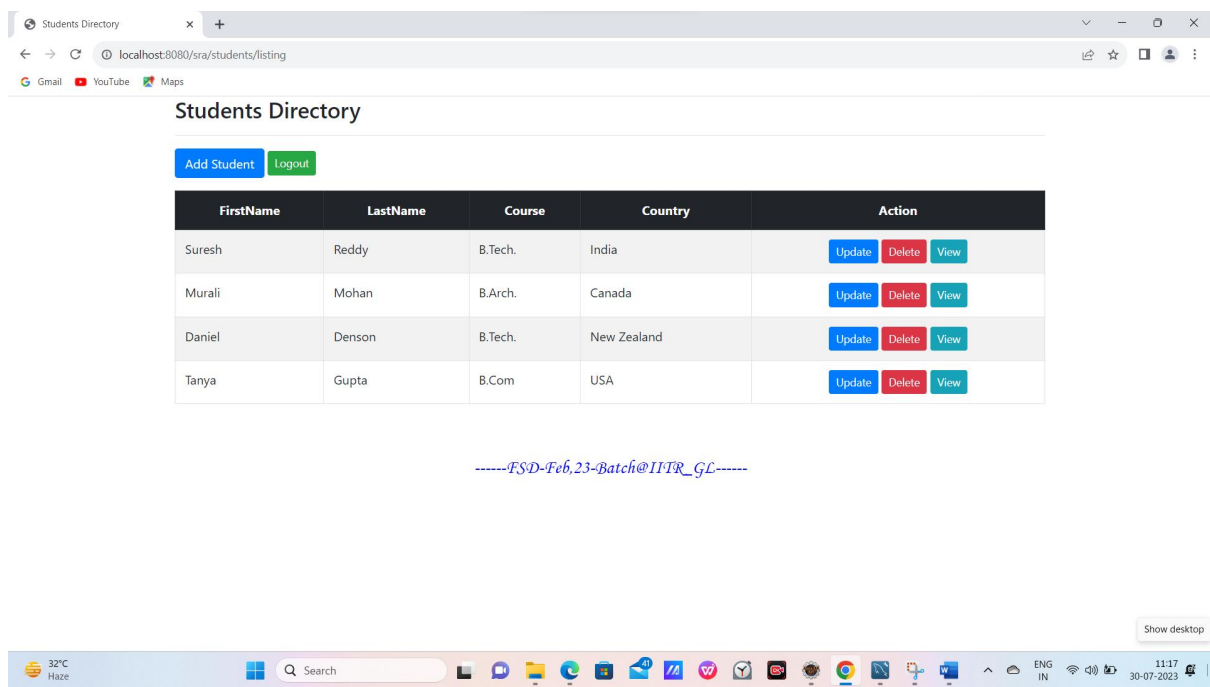 Students Directory
localhost:8080/sra/students/listing
Gmail YouTube Maps
Students Directory
Add Student Logout
FirstName LastName Course Country Action
Suresh Reddy B.Tech. India Update Delete View
Murali Mohan B.Arch. Canada Update Delete View
Daniel Denson B.Tech. New Zealand Update Delete View
Tanya Gupta B.Com USA Update Delete View
------FSD-Feb,23-Batch@IITR_GL------
Show desktop
32°C
Haze
Search
41
ENG
IN
11:17
30-07-2023